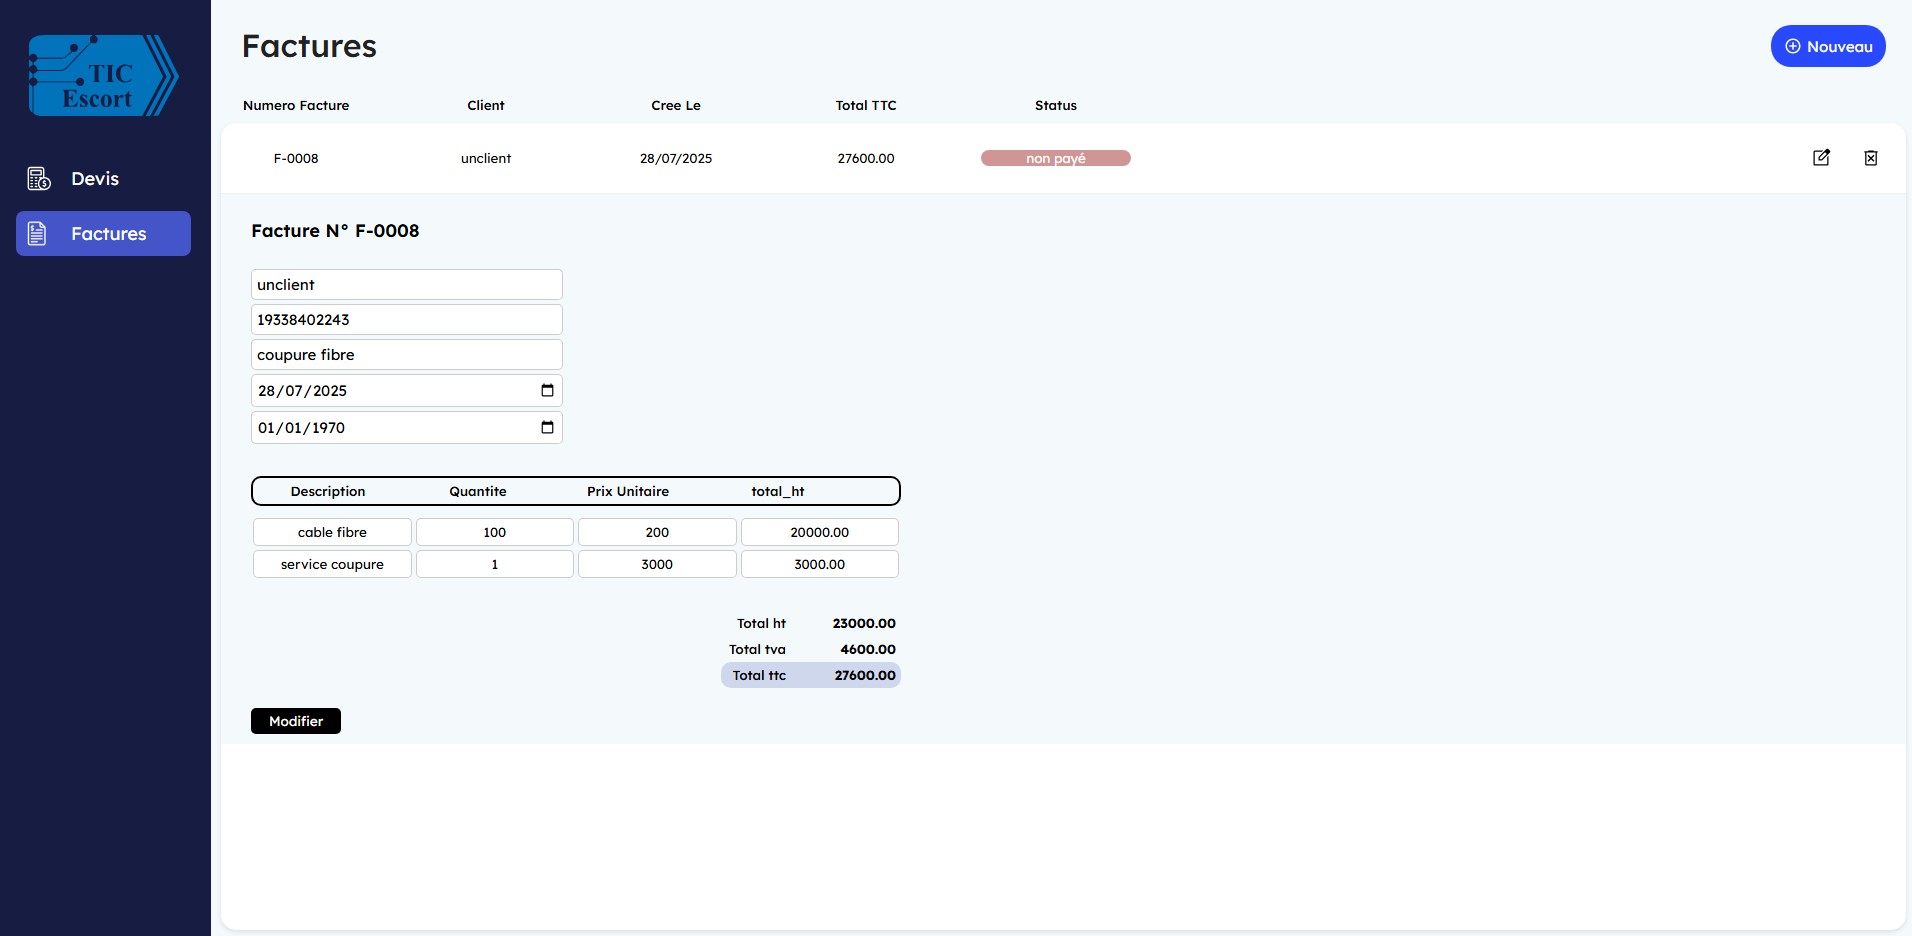 TIC
Escort
Devis
Factures
Factures
Nouveau
Numero Facture Client Cree Le Total TTC Status
F-0008 unclient 28/07/2025 27600.00 non payé
Facture N° F-0008
unclient
19338402243
coupure fibre
28/07/2025
01/01/1970
Description Quantite Prix Unitaire total_ht
cable fibre 100 200 20000.00
service coupure 1 3000 3000.00
Total ht 23000.00
Total tva 4600.00
Total ttc 27600.00
Modifier